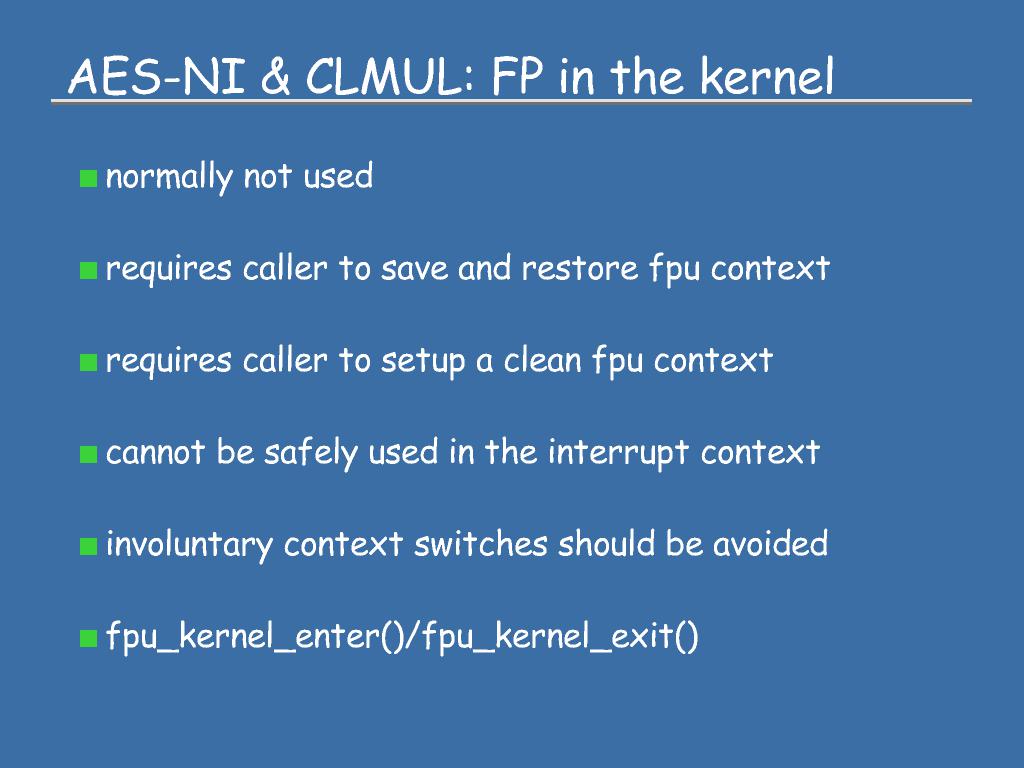 AES-NI & CLMUL: FP in the kernel
normally not used
requires caller to save and restore fpu context
requires caller to setup a clean fpu context
cannot be safely used in the interrupt context
involuntary context switches should be avoided
fpu_kernel_enter()/fpu_kernel_exit()